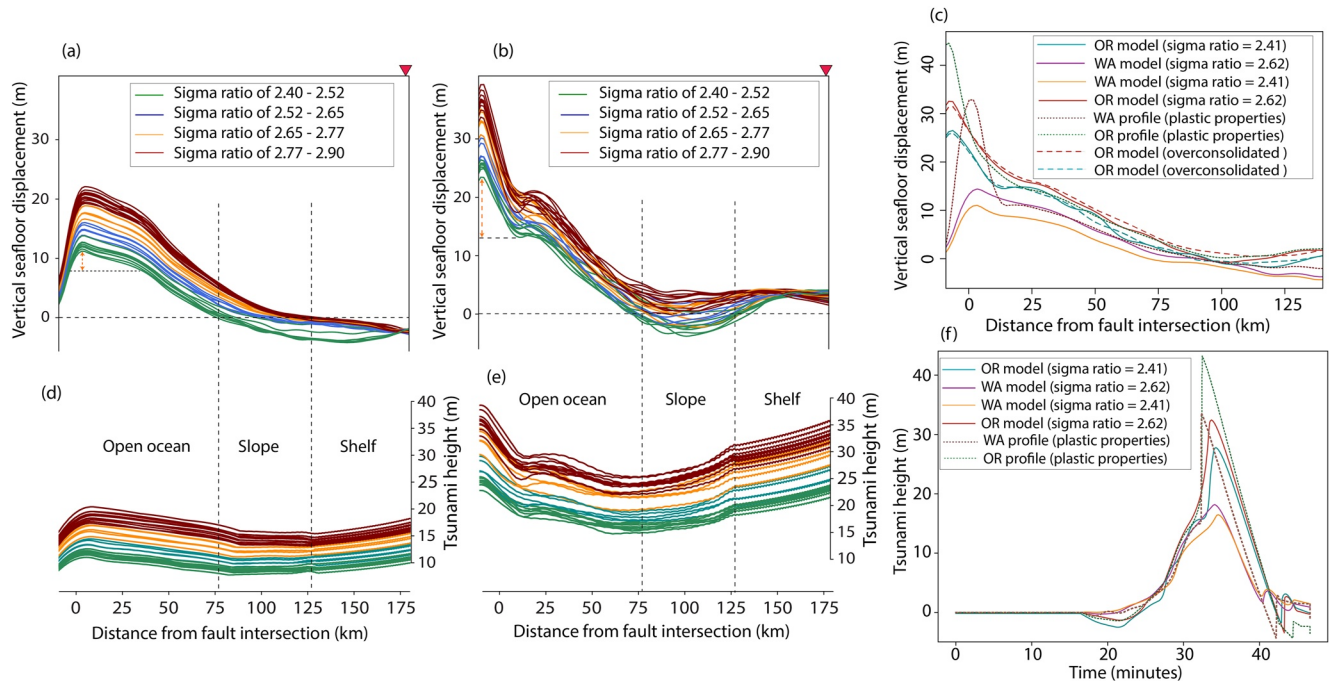 (a)
Vertical seafloor displacement (m)
30
20
10
0
Sigma ratio of 2.40 - 2.52
Sigma ratio of 2.52 - 2.65
Sigma ratio of 2.65 - 2.77
Sigma ratio of 2.77 - 2.90
(b)
Vertical seafloor displacement (m)
30
20
10
0
Sigma ratio of 2.40 - 2.52
Sigma ratio of 2.52 - 2.65
Sigma ratio of 2.65 - 2.77
Sigma ratio of 2.77 - 2.90
(c)
Vertical seafloor displacement (m)
40
30
20
10
0
OR model (sigma ratio = 2.41)
WA model (sigma ratio = 2.62)
WA model (sigma ratio = 2.41)
OR model (sigma ratio = 2.62)
WA profile (plastic properties)
OR profile (plastic properties)
OR model (overconsolidated )
OR model (overconsolidated )
0 25 50 75 100 125
Distance from fault intersection (km)
(d)
Open ocean
Slope
Shelf
40
35
30
25
20
15
10
Tsunami height (m)
0 25 50 75 100 125 150 175
Distance from fault intersection (km)
(e)
Open ocean
Slope
Shelf
40
35
30
25
20
15
10
Tsunami height (m)
0 25 50 75 100 125 150 175
Distance from fault intersection (km)
(f)
Tsunami height (m)
40
30
20
10
0
OR model (sigma ratio = 2.41)
WA model (sigma ratio = 2.62)
WA model (sigma ratio = 2.41)
OR model (sigma ratio = 2.62)
WA profile (plastic properties)
OR profile (plastic properties)
0 10 20 30 40
Time (minutes)